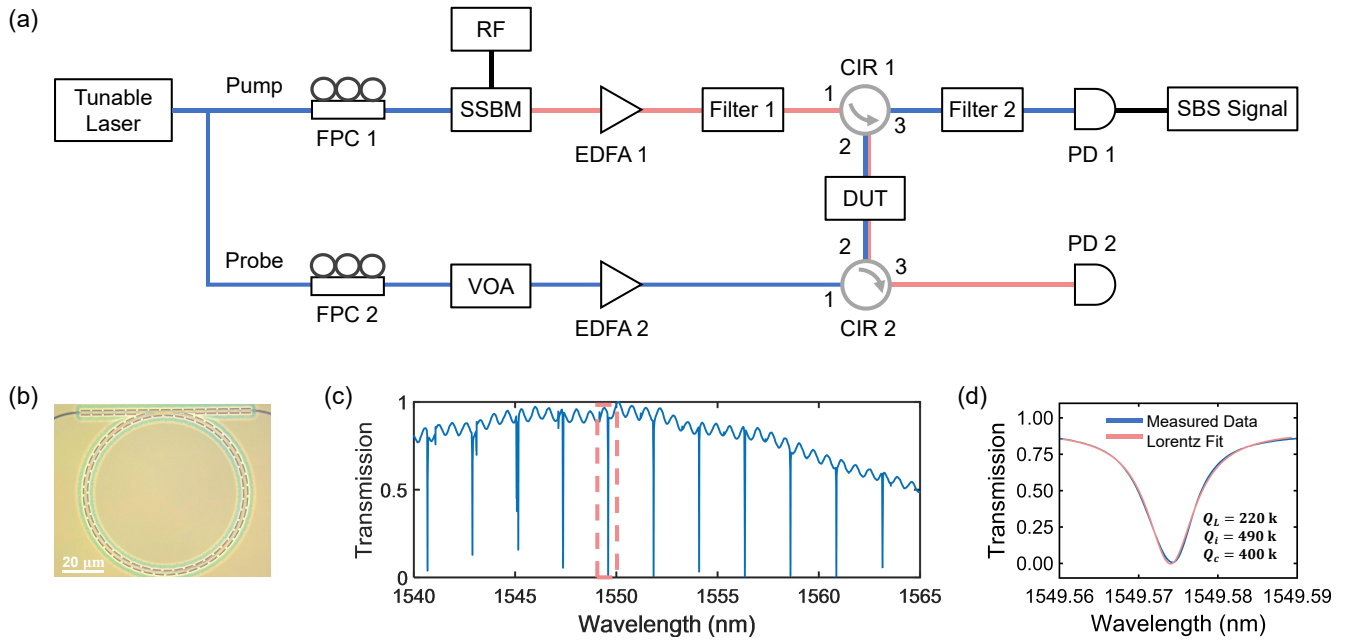 (a)
RF
Tunable
Laser
Pump
FPC 1
SSBM
EDFA 1
Filter 1
CIR 1
1
2
3
Filter 2
PD 1
SBS Signal
DUT
Probe
FPC 2
VOA
EDFA 2
2
1
3
CIR 2
PD 2
(b)
20 μm
(c)
Transmission
1
0.5
0
1540
1545
1550
1555
1560
1565
Wavelength (nm)
(d)
Transmission
1.00
0.75
0.50
0.25
0.00
Measured Data
Lorentz Fit
Q_L = 220 k
Q_i = 490 k
Q_c = 400 k
1549.56
1549.57
1549.58
1549.59
Wavelength (nm)